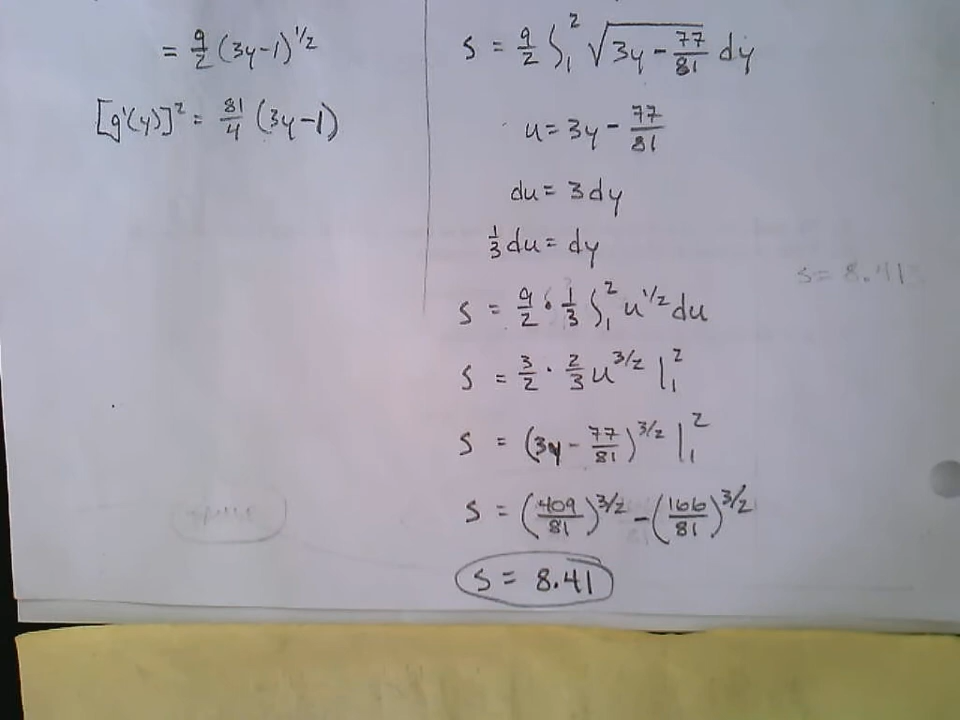 = 9/2 (3y-1)^1/2
[g'(y)]^2 = 81/4 (3y-1)
S = 9/2 ∫_1^2 √(3y - 77/81) dy
u = 3y - 77/81
du = 3dy
1/3 du = dy
S = 8.41
S = 9/2 · 1/3 ∫_1^2 u^1/2 du
S = 3/2 · 2/3 u^3/2 |_1^2
S = (3y - 77/81)^3/2 |_1^2
S = (409/81)^3/2 - (166/81)^3/2
S = 8.41